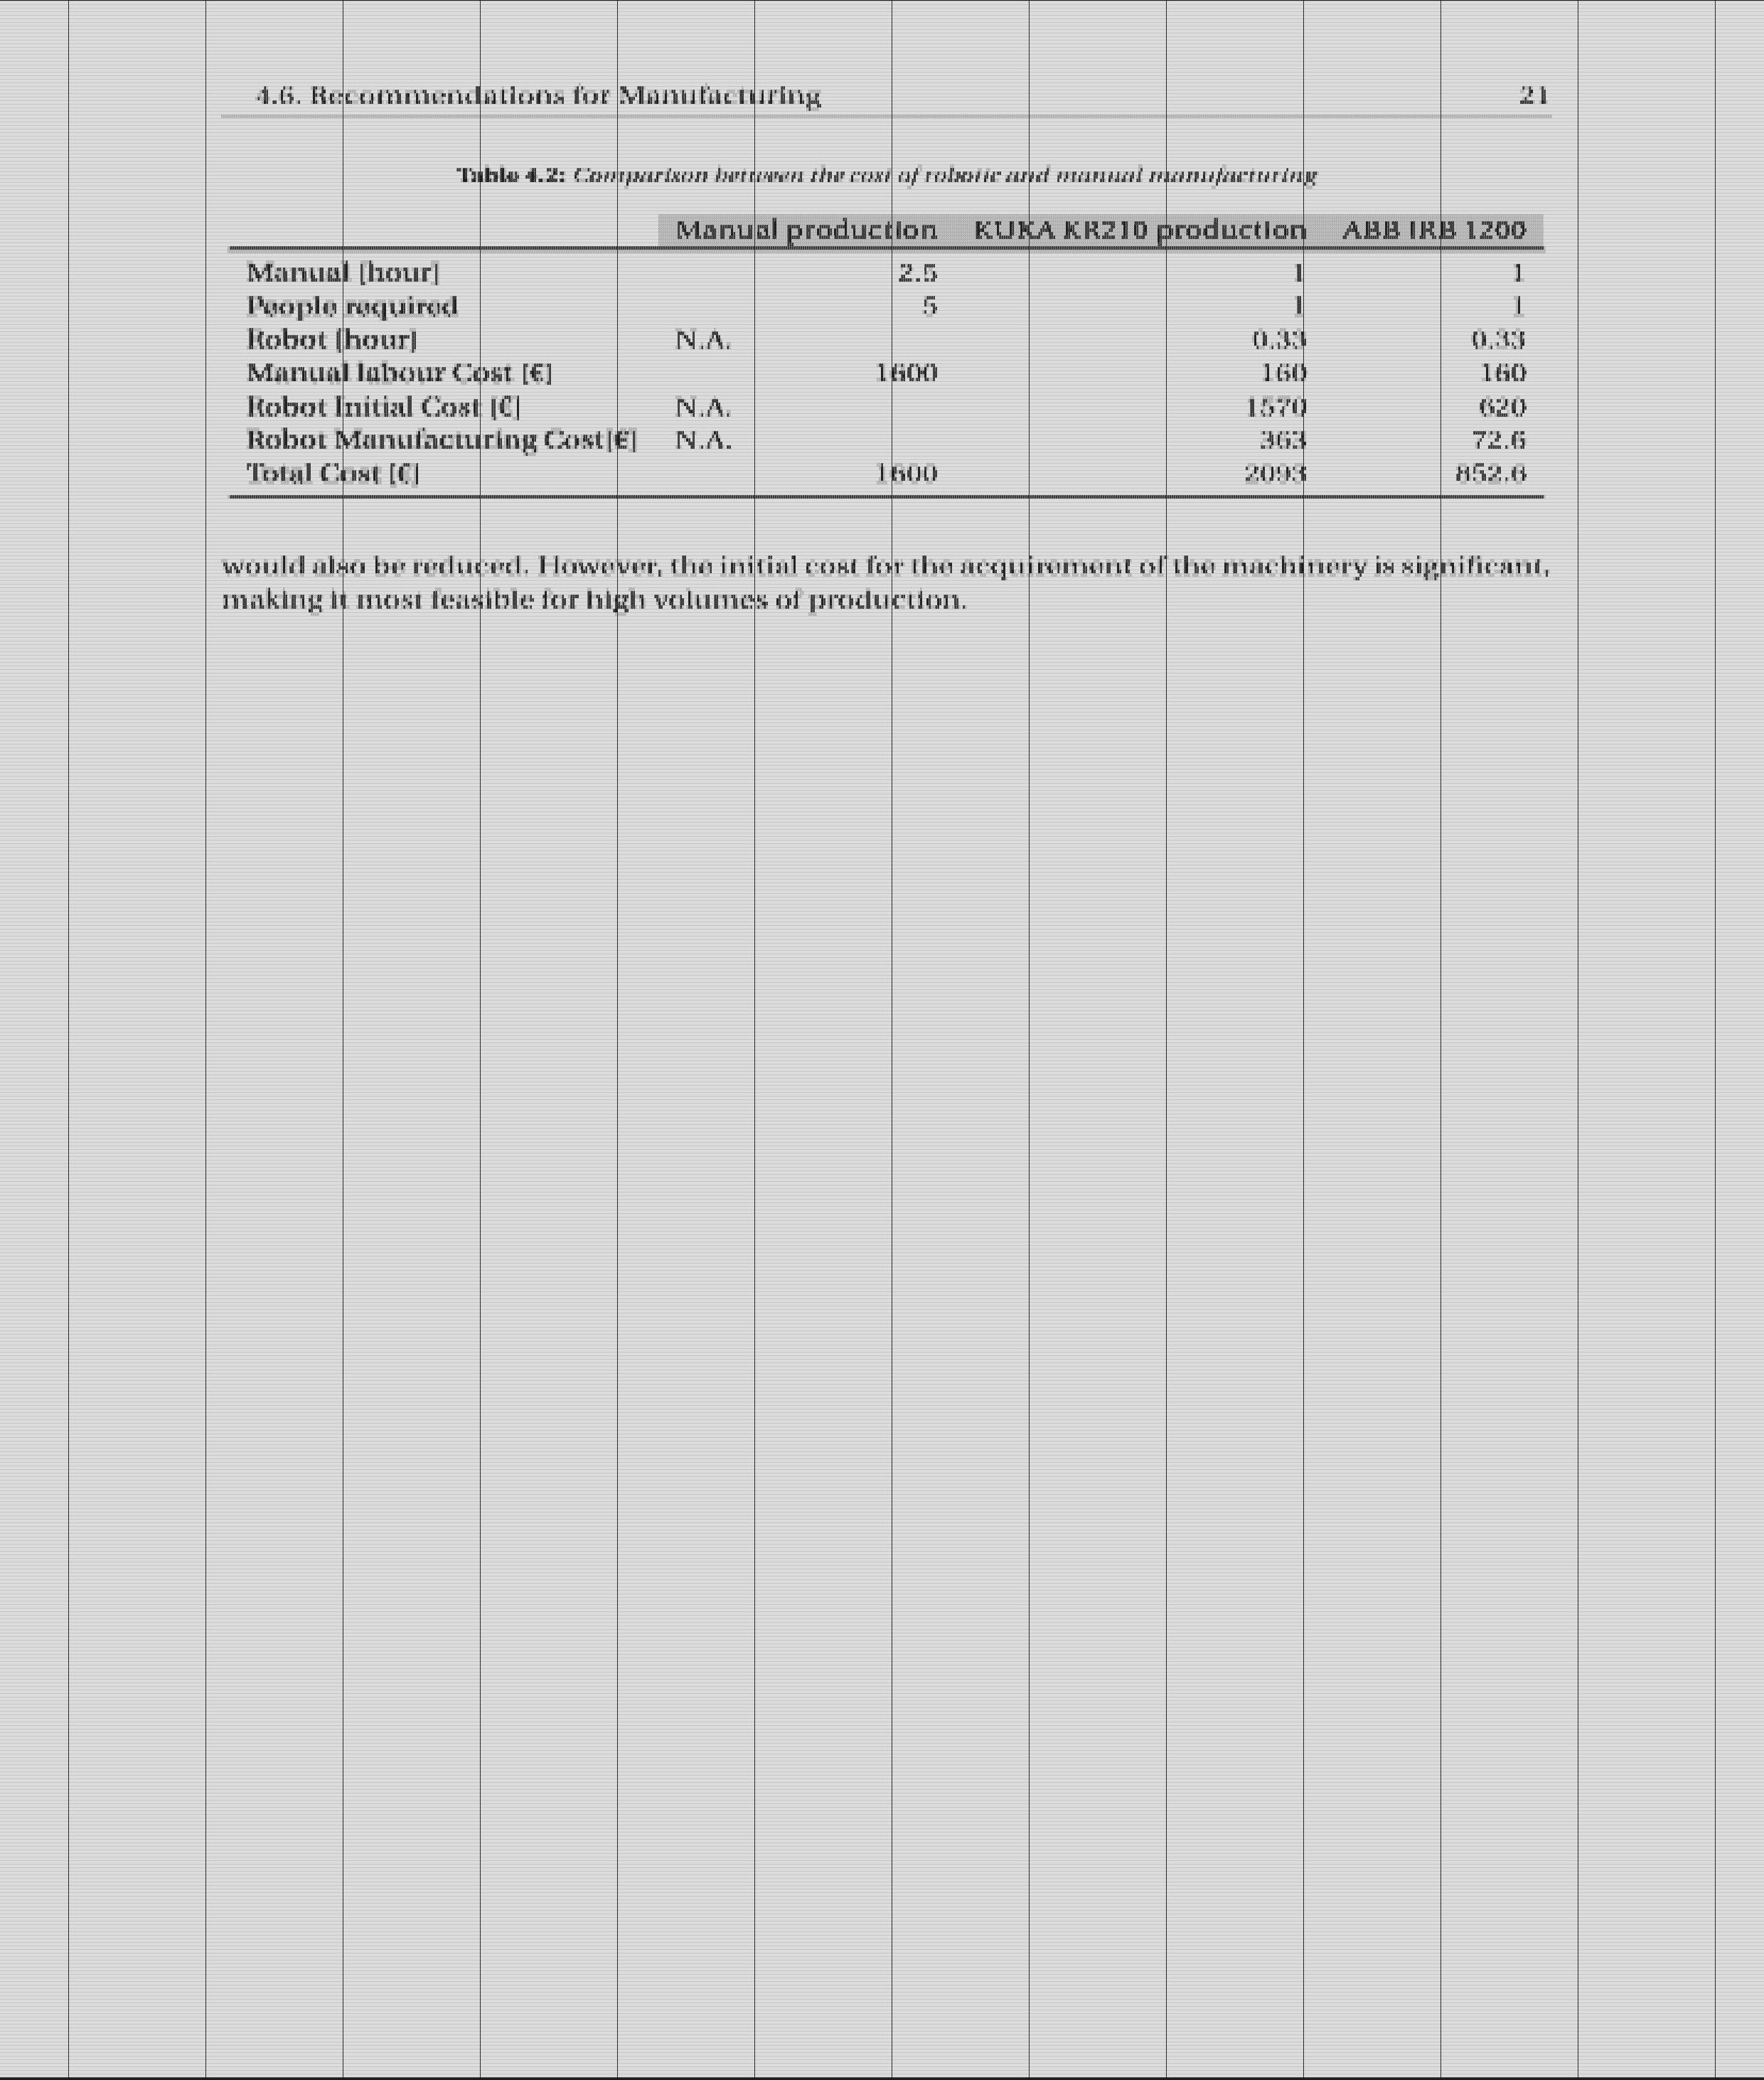 4.6. Recommendations for Manufacturing 21
Table 4.2: Comparison between the cost of robotic and manual manufacturing
Manual production KUKA KR210 production ABB IRB 1200
Manual [hour] 2.5 1 1
People required 5 1 1
Robot [hour] N.A. 0.33 0.33
Manual labour Cost [€] 1600 160 160
Robot Initial Cost [€] N.A. 1570 620
Robot Manufacturing Cost[€] N.A. 363 72.6
Total Cost [€] 1600 2093 852.6
would also be reduced. However, the initial cost for the acquirement of the machinery is significant,
making it most feasible for high volumes of production.